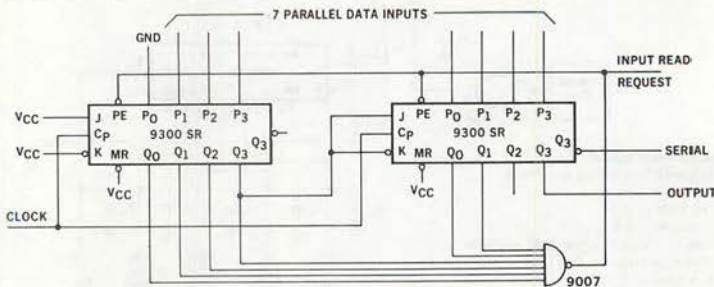 7 PARALLEL DATA INPUTS
GND
INPUT READ
REQUEST
VCC
J PE P0 P1 P2 P3
CP 9300 SR Q3
VCC
K MR Q0 Q1 Q2 Q3
VCC
J PE P0 P1 P2 P3
CP 9300 SR Q3
K MR Q0 Q1 Q2 Q3
VCC
SERIAL
OUTPUT
CLOCK
9007